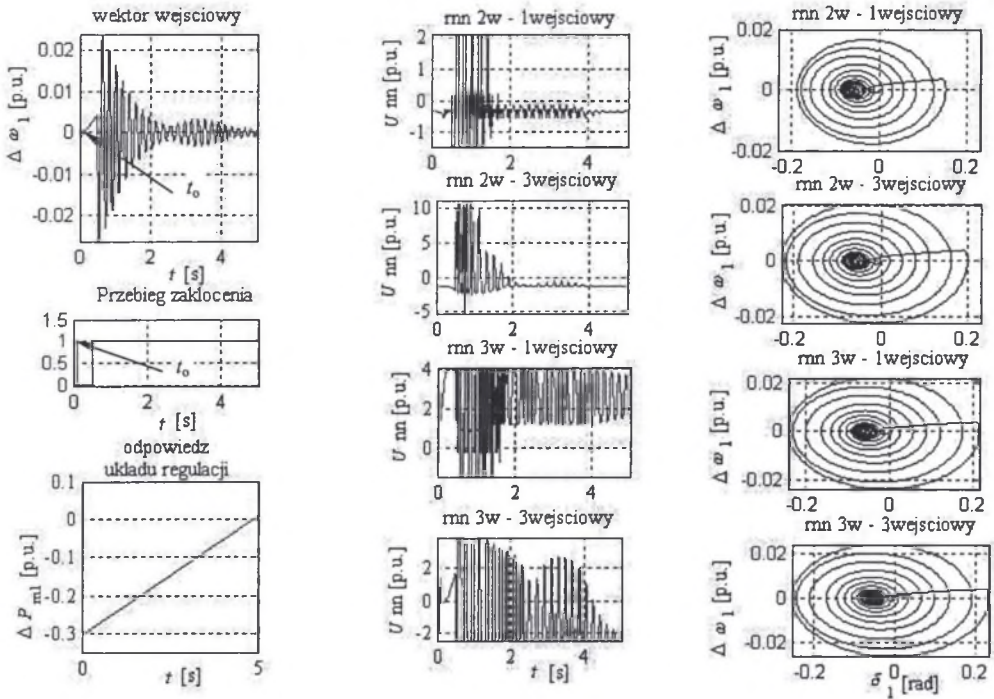 wektor wejsciowy
0.02
0.01
0
-0.01
-0.02
Δ ω 1 [p.u.]
t o
0 2 4
t [s]
Przebieg zaklocenia
1.5
1
0.5
0
t o
2 4
t [s]
odpowiedz
ukladu regulacji
0.1
0
-0.1
-0.2
-0.3
Δ P m1 [p.u.]
0 5
t [s]
rnn 2w - 1wejsciowy
2
1
0
-1
U nn [p.u.]
0 2 4
rnn 2w - 3wejsciowy
10
5
0
-5
U nn [p.u.]
0 2 4
rnn 3w - 1wejsciowy
4
2
0
U nn [p.u.]
0 2 4
rnn 3w - 3wejsciowy
2
0
-2
U nn [p.u.]
0 2 4
t [s]
rnn 2w - 1wejsciowy
0.02
0
-0.02
Δ ω 1 [p.u.]
-0.2 0 0.2
rnn 2w - 3wejsciowy
0.02
0
-0.02
Δ ω 1 [p.u.]
-0.2 0 0.2
rnn 3w - 1wejsciowy
0.02
0
-0.02
Δ ω 1 [p.u.]
-0.2 0 0.2
rnn 3w - 3wejsciowy
0.02
0
-0.02
Δ ω 1 [p.u.]
-0.2 0 0.2
δ 1 [rad]